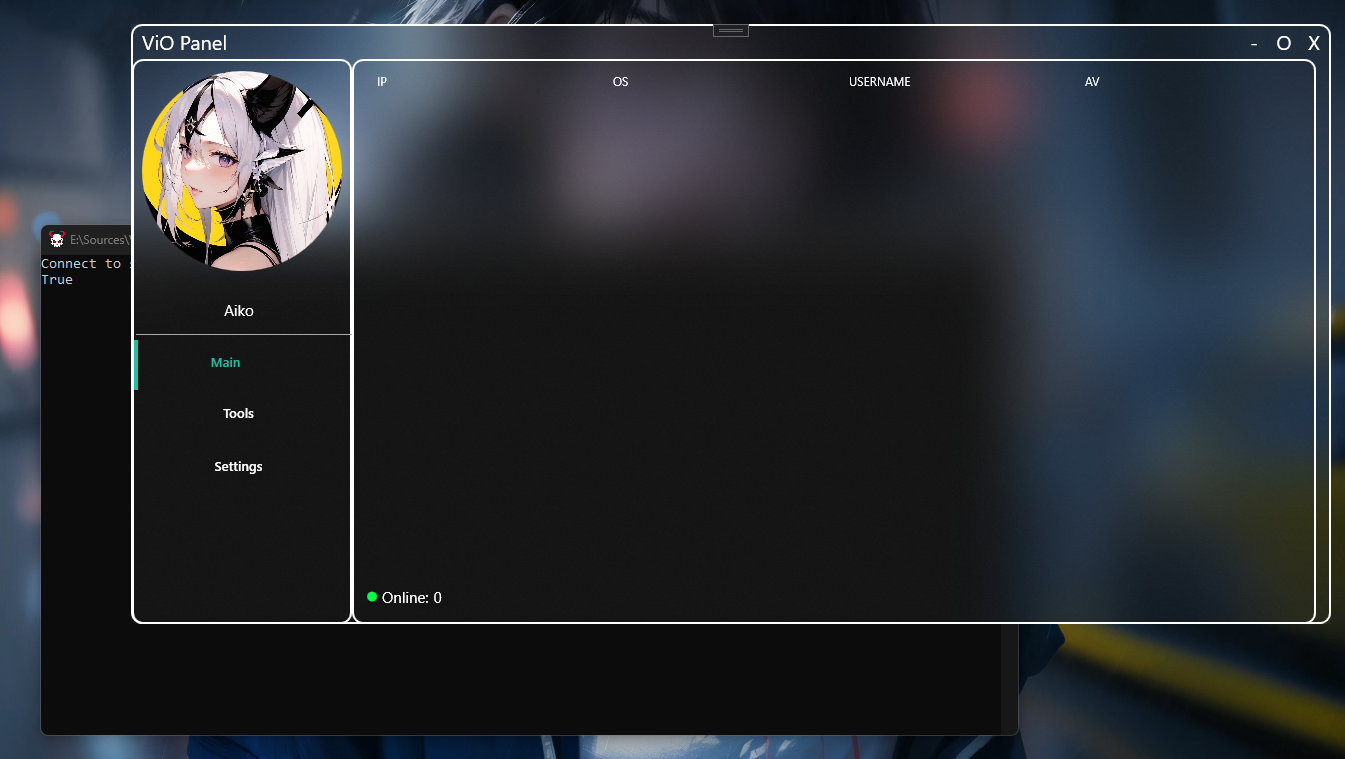 ViO Panel
- O X
IP OS USERNAME AV
E:\Sources\
Connect to
True
Aiko
Main
Tools
Settings
Online: 0